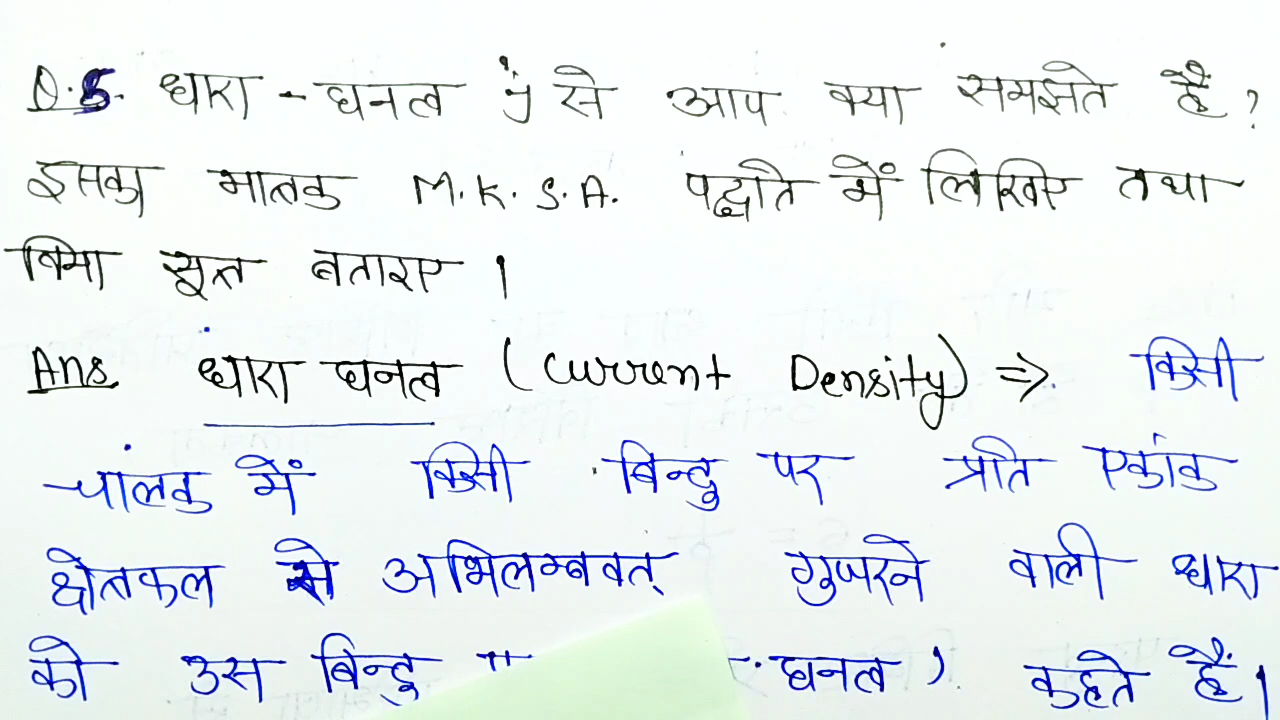 Q.5. धारा - घनत्व j से आप क्या समझते हैं ?
इसका मात्रक M.K.S.A. पद्धति में लिखिए तथा
विमा सूत्र बताइए ।
Ans धारा घनत्व (Current Density) ⇒ किसी
चालक में किसी बिन्दु पर प्रति एकांक
क्षेत्रफल से अभिलम्बवत् गुजरने वाली धारा
को उस बिन्दु घनत्व ' कहते हैं।